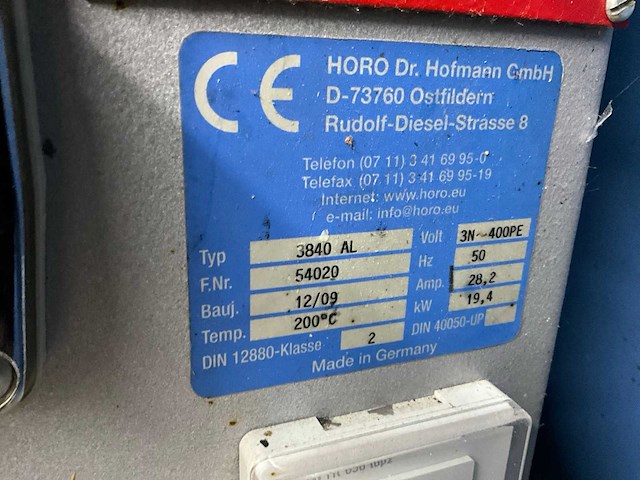 CE HORO Dr. Hofmann GmbH
D-73760 Ostfildern
Rudolf-Diesel-Strasse 8
Telefon (07 11) 3 41 69 95-0
Telefax (07 11) 3 41 69 95-19
Internet: www.horo.eu
e-mail: info@horo.eu
Typ 3840 AL Volt 3N~400PE
F.Nr. 54020 Hz 50
Bauj. 12/09 Amp. 28,2
Temp. 200°C kW 19,4
DIN 12880-Klasse 2 DIN 40050-UP
Made in Germany